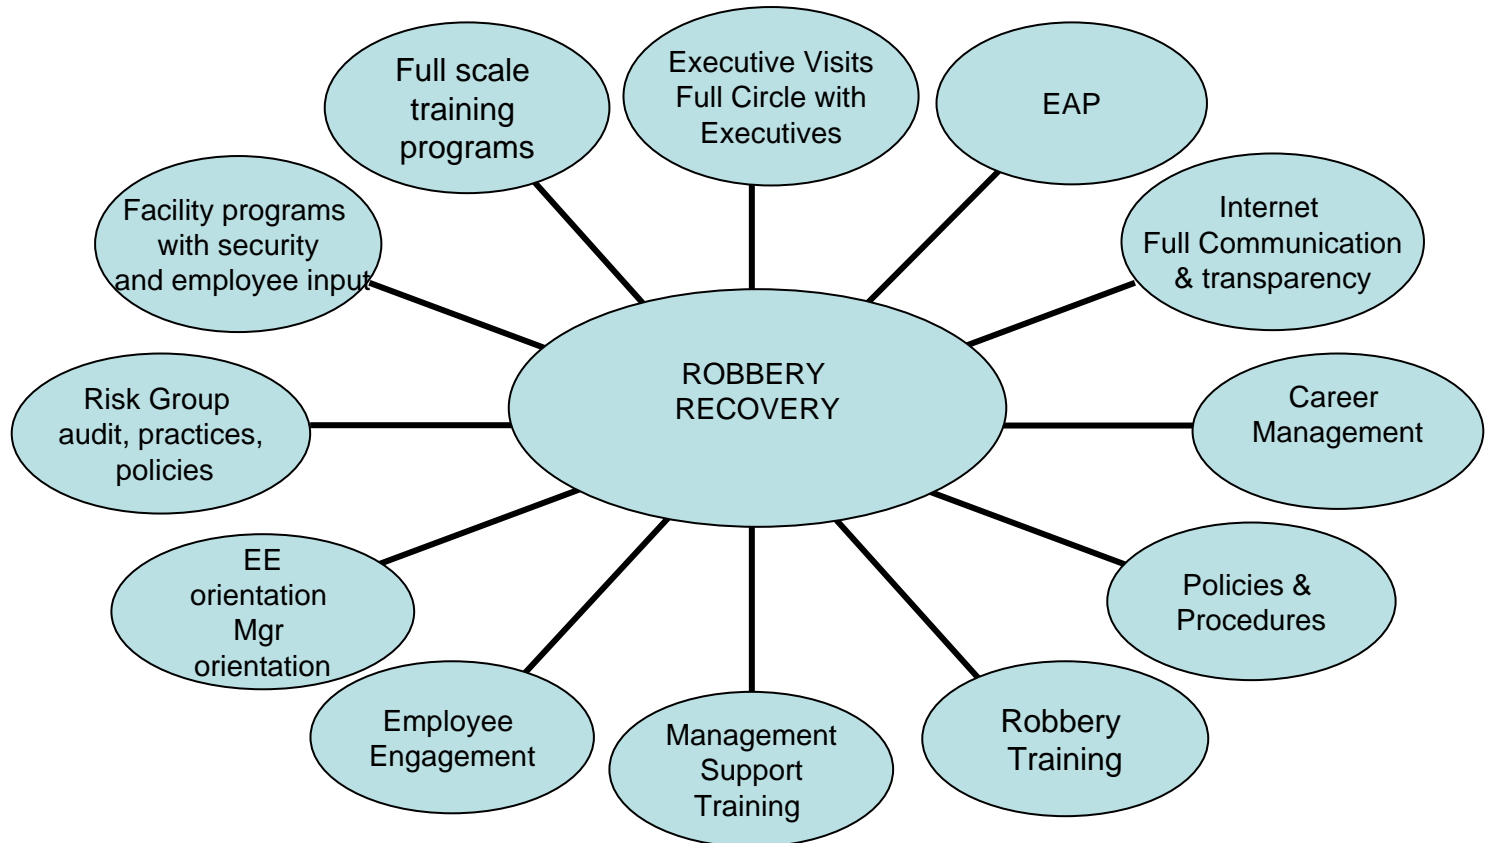 Full scale
training
programs
Executive Visits
Full Circle with
Executives
EAP
Facility programs
with security
and employee input
Internet
Full Communication
& transparency
ROBBERY
RECOVERY
Risk Group
audit, practices,
policies
Career
Management
EE
orientation
Mgr
orientation
Policies &
Procedures
Employee
Engagement
Management
Support
Training
Robbery
Training